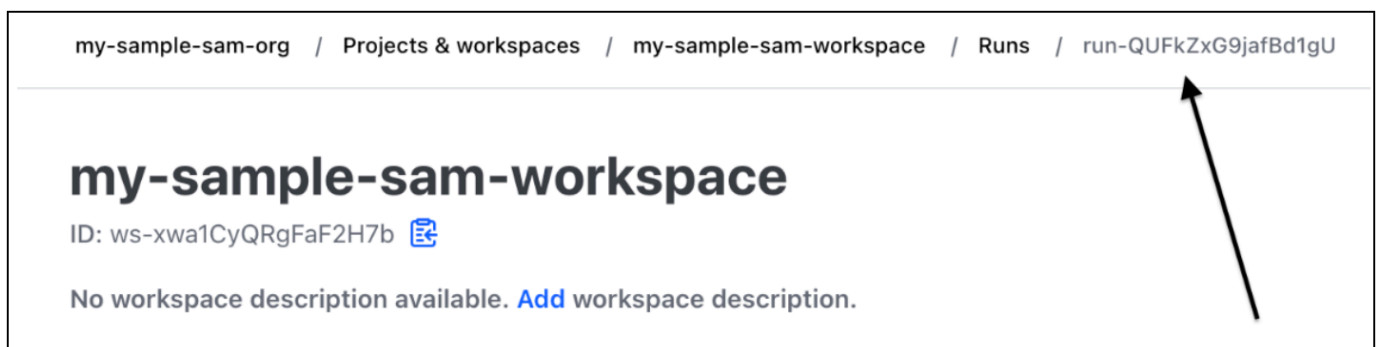 my-sample-sam-org / Projects & workspaces / my-sample-sam-workspace / Runs / run-QUFkZxG9jafBd1gU
my-sample-sam-workspace
ID: ws-xwa1CyQRgFaF2H7b
No workspace description available. Add workspace description.